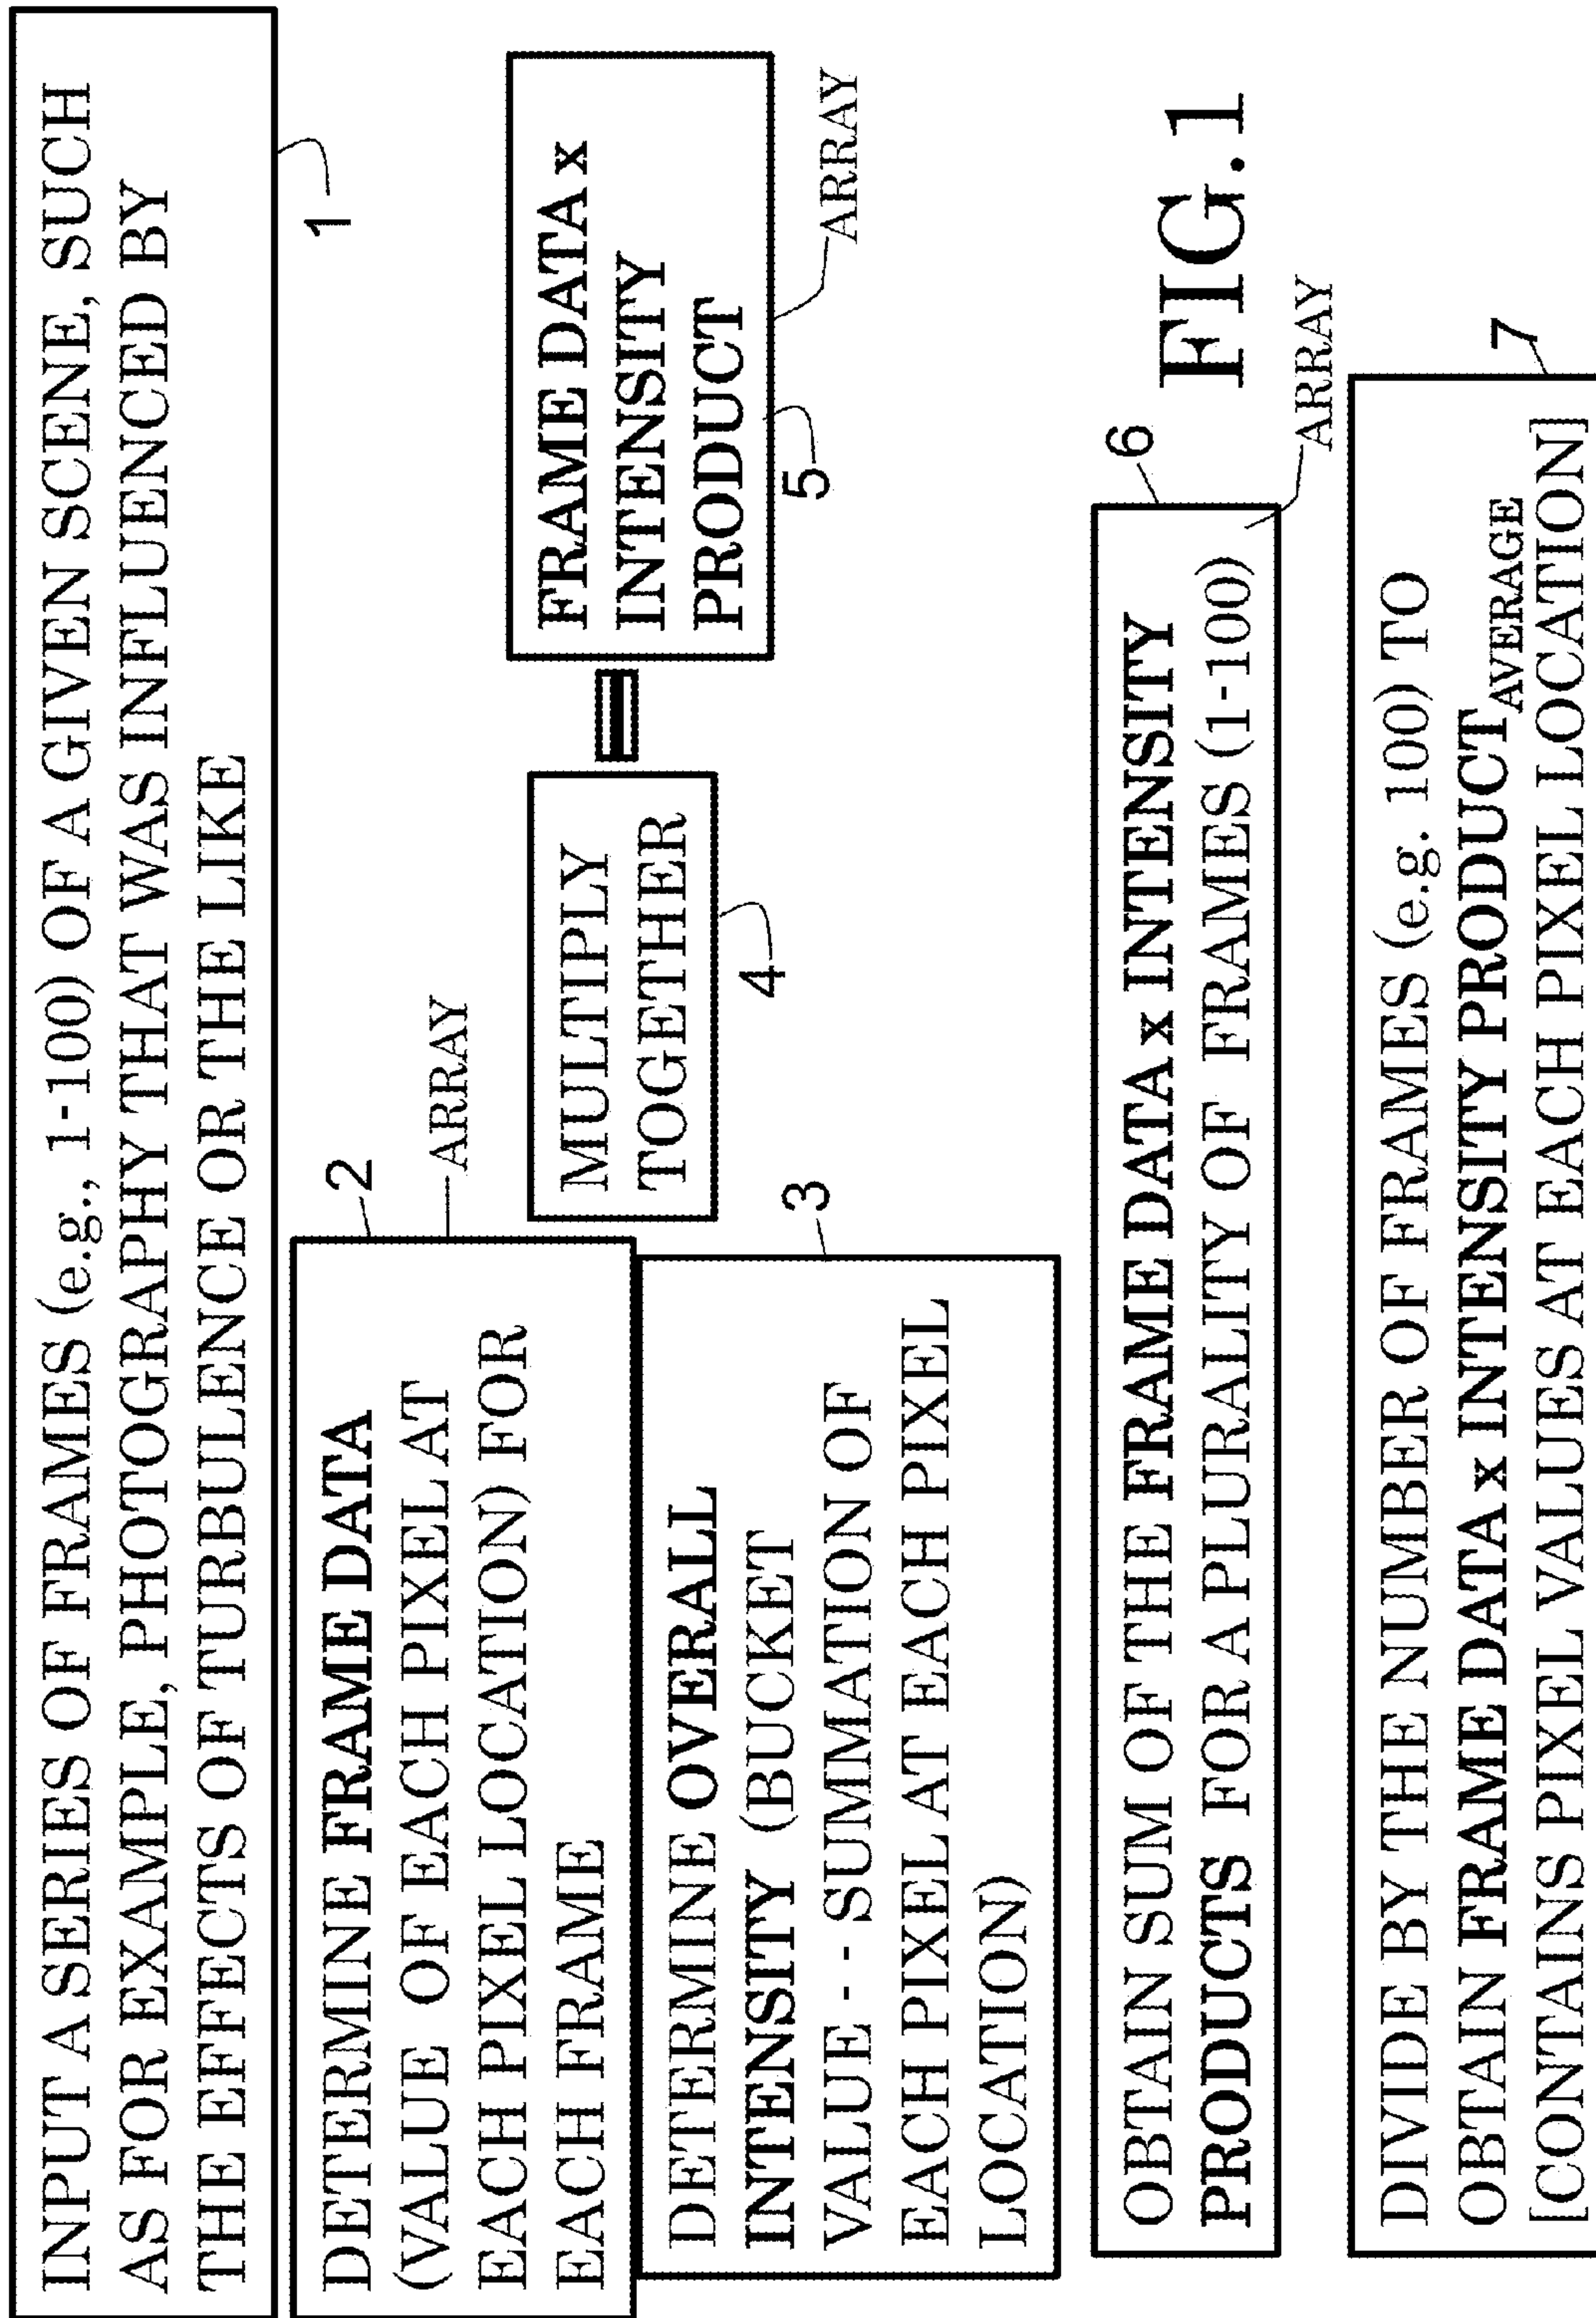 INPUT A SERIES OF FRAMES (e.g., 1-100) OF A GIVEN SCENE, SUCH
AS FOR EXAMPLE, PHOTOGRAPHY THAT WAS INFLUENCED BY
THE EFFECTS OF TURBULENCE OR THE LIKE
1
DETERMINE FRAME DATA
(VALUE OF EACH PIXEL AT
EACH PIXEL LOCATION) FOR
EACH FRAME
2
ARRAY
DETERMINE OVERALL
INTENSITY (BUCKET
VALUE - - SUMMATION OF
EACH PIXEL AT EACH PIXEL
LOCATION)
3
MULTIPLY
TOGETHER
4
=
FRAME DATA x
INTENSITY
PRODUCT
5
ARRAY
OBTAIN SUM OF THE FRAME DATA x INTENSITY
PRODUCTS FOR A PLURALITY OF FRAMES (1-100)
6
ARRAY
FIG.1
DIVIDE BY THE NUMBER OF FRAMES (e.g. 100) TO
OBTAIN FRAME DATA x INTENSITY PRODUCT AVERAGE
[CONTAINS PIXEL VALUES AT EACH PIXEL LOCATION]
7